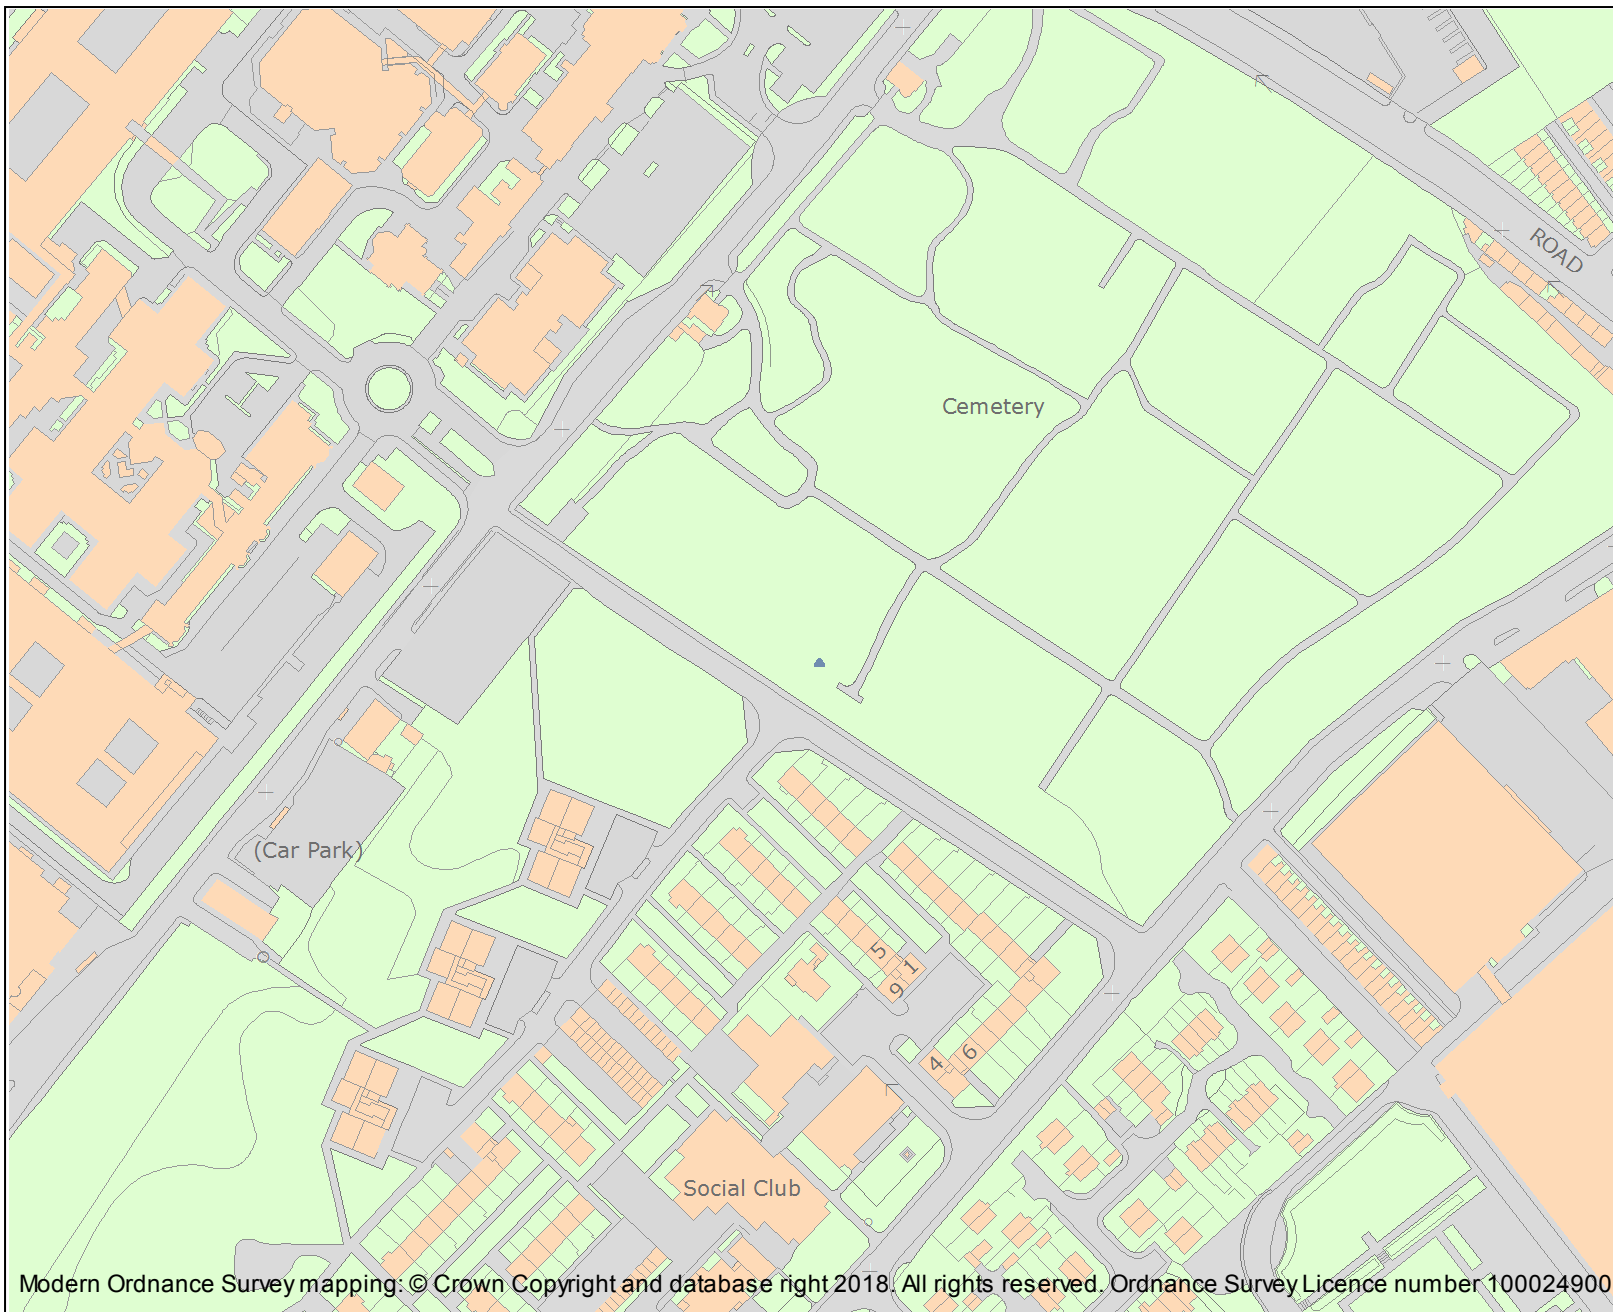 ROAD
Cemetery
(Car Park)
5
1
9
4
6
Social Club
Modern Ordnance Survey mapping: © Crown Copyright and database right 2018. All rights reserved. Ordnance Survey Licence number 100024900